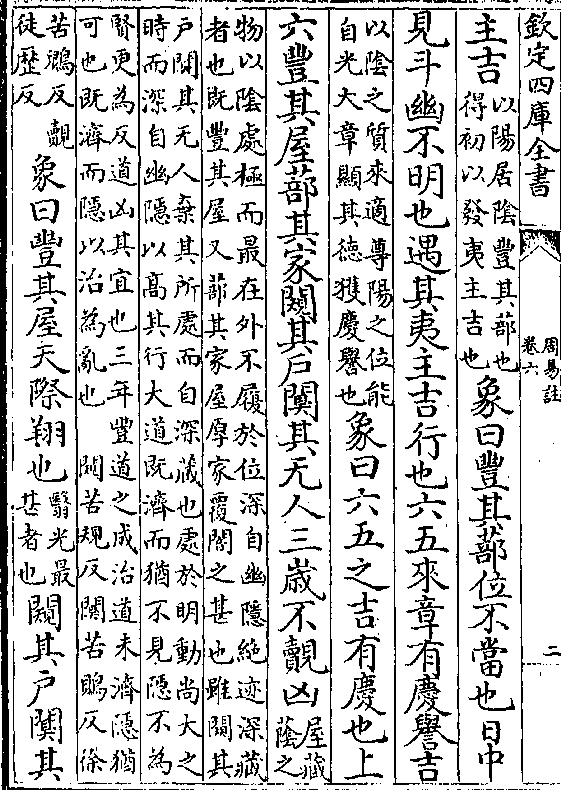 欽定四庫全書
周易註
卷六
二
主吉
以陽居陰豐其蔀也
得初以發夷主吉也
象曰豐其蔀位不當也日中
見斗幽不明也遇其夷主吉行也六五來章有慶譽吉
以陰之質來適尊陽之位能
自光大章顯其德獲慶譽也
象曰六五之吉有慶也上
六豐其屋蔀其家闚其戶闃其无人三歲不覿凶
屋藏
蔭之
物以陰處極而最在外不履於位深自幽隱絶迹深藏
者也既豐其屋又蔀其家屋厚家覆闇之甚也雖闚其
戶闃其无人棄其所處而自深藏也處於明動尚大之
時而深自幽隱以髙其行大道既濟而猶不見隱不為
賢更為反道凶其宜也三年豐道之成治道未濟隱猶
可也既濟而隱以治為亂也
闚苦規反闃苦鵙反徐
苦鶪反覿
徒歴反
象曰豐其屋天際翔也
翳光最
甚者也
闚其戶闃其